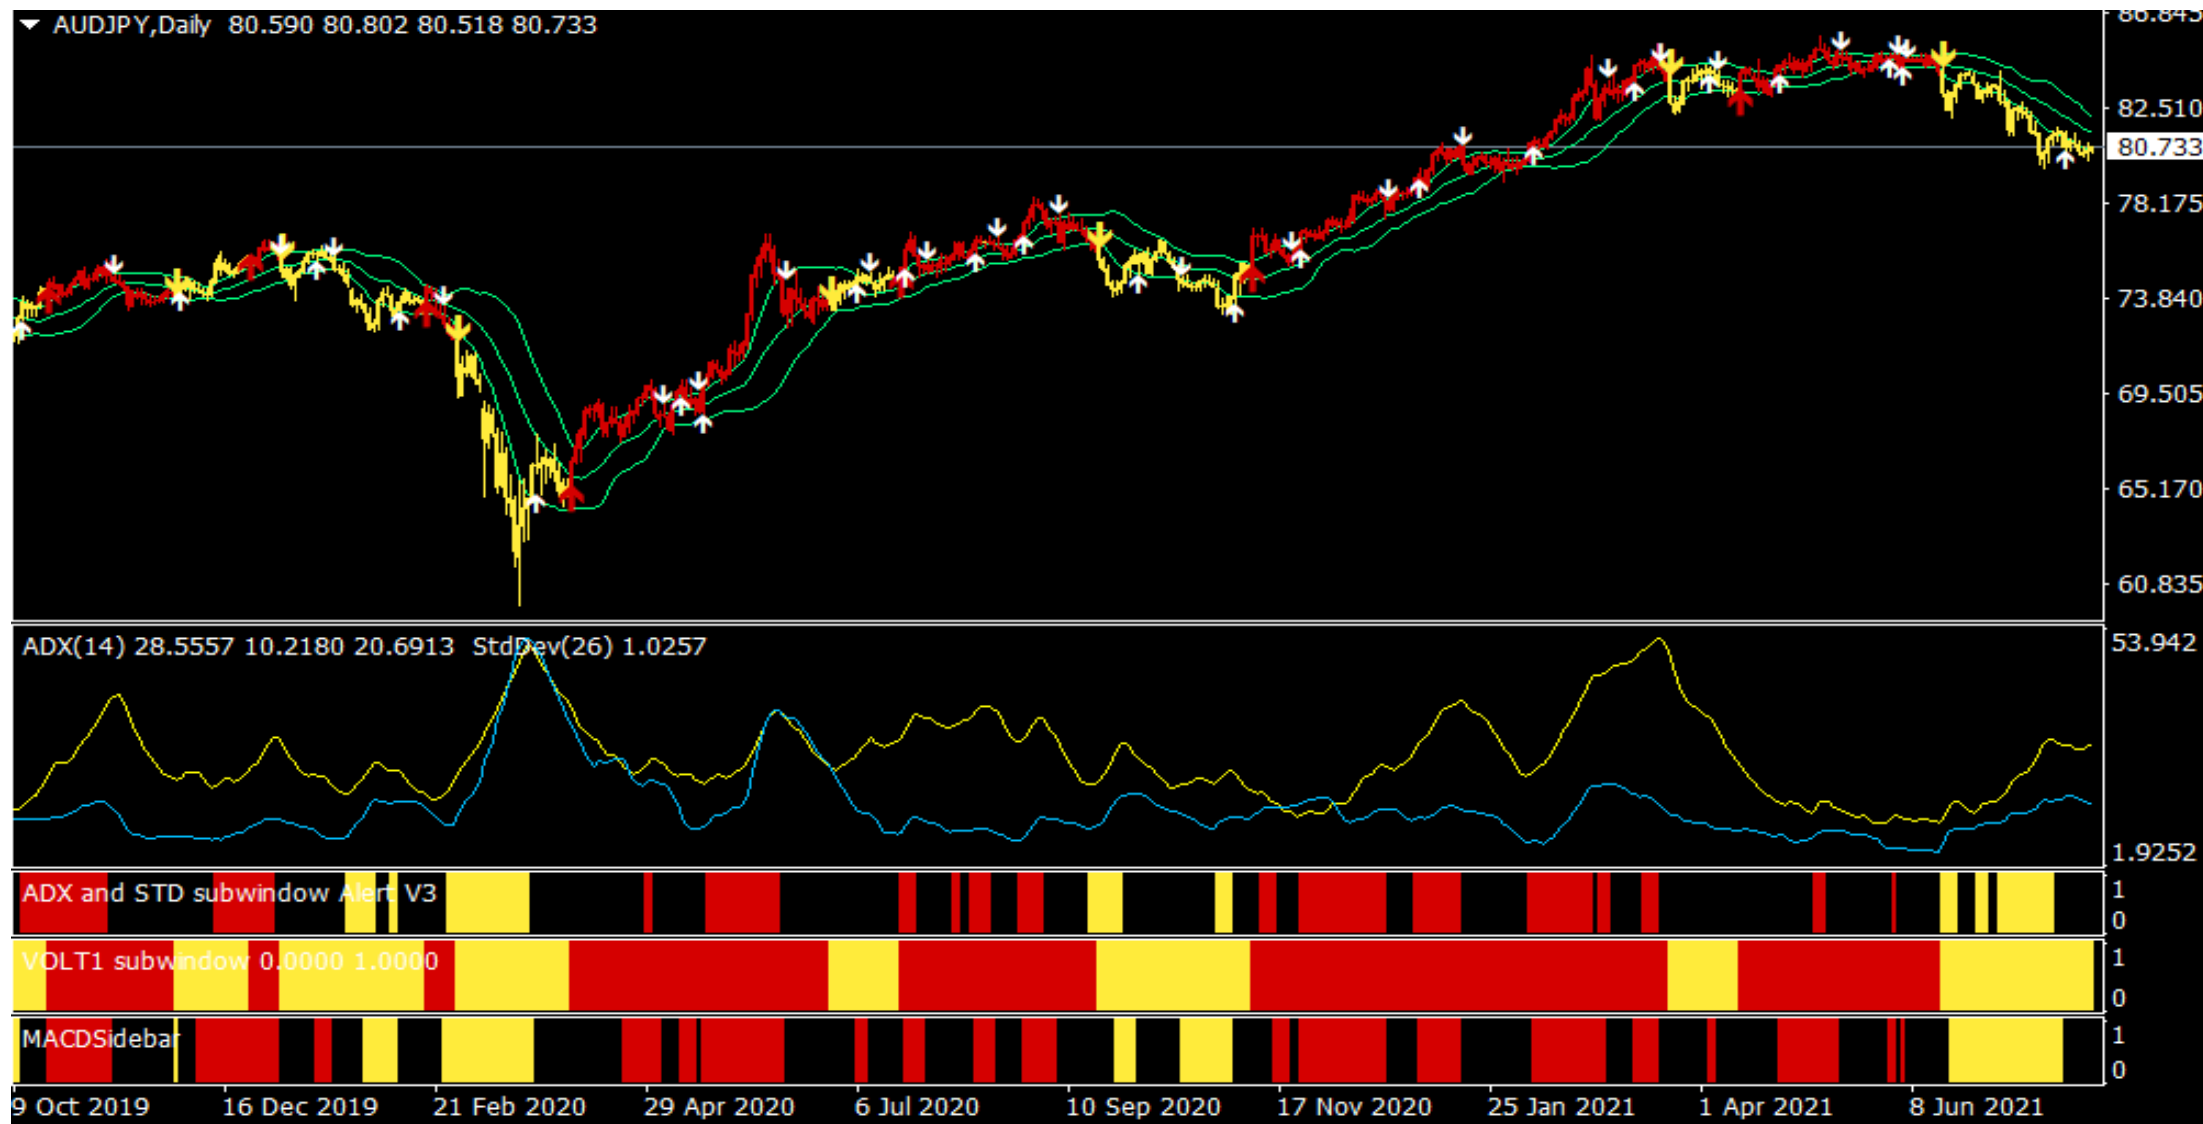 AUDJPY,Daily 80.590 80.802 80.518 80.733
86.845
82.510
80.733
78.175
73.840
69.505
65.170
60.835
ADX(14) 28.5557 10.2180 20.6913 StdDev(26) 1.0257
53.942
1.9252
ADX and STD subwindow Alert V3
1
0
VOLT1 subwindow 0.0000 1.0000
1
0
MACDSidebar
1
0
9 Oct 2019 16 Dec 2019 21 Feb 2020 29 Apr 2020 6 Jul 2020 10 Sep 2020 17 Nov 2020 25 Jan 2021 1 Apr 2021 8 Jun 2021